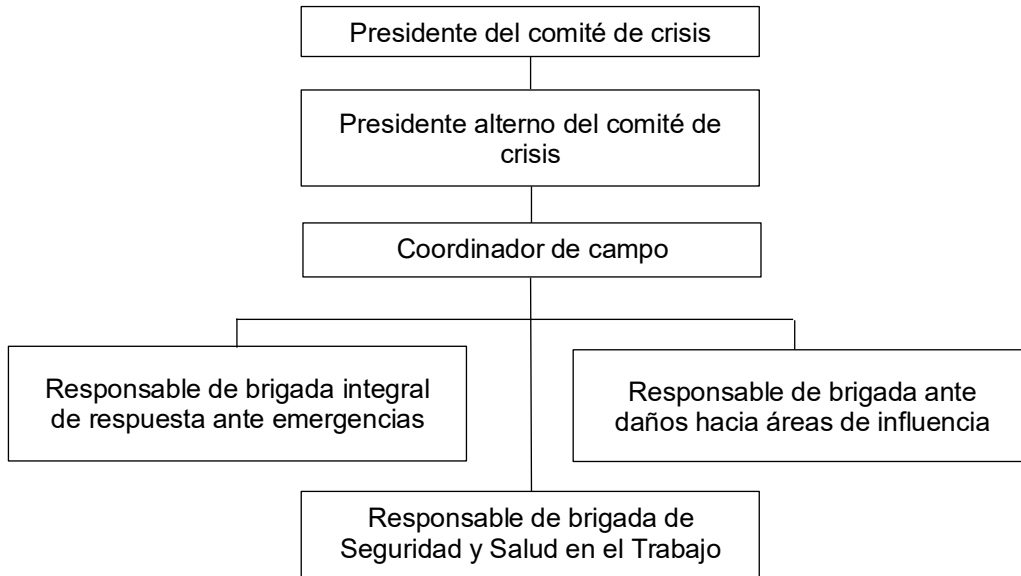 Presidente del comité de crisis
Presidente alterno del comité de
crisis
Coordinador de campo
Responsable de brigada integral
de respuesta ante emergencias
Responsable de brigada ante
daños hacia áreas de influencia
Responsable de brigada de
Seguridad y Salud en el Trabajo